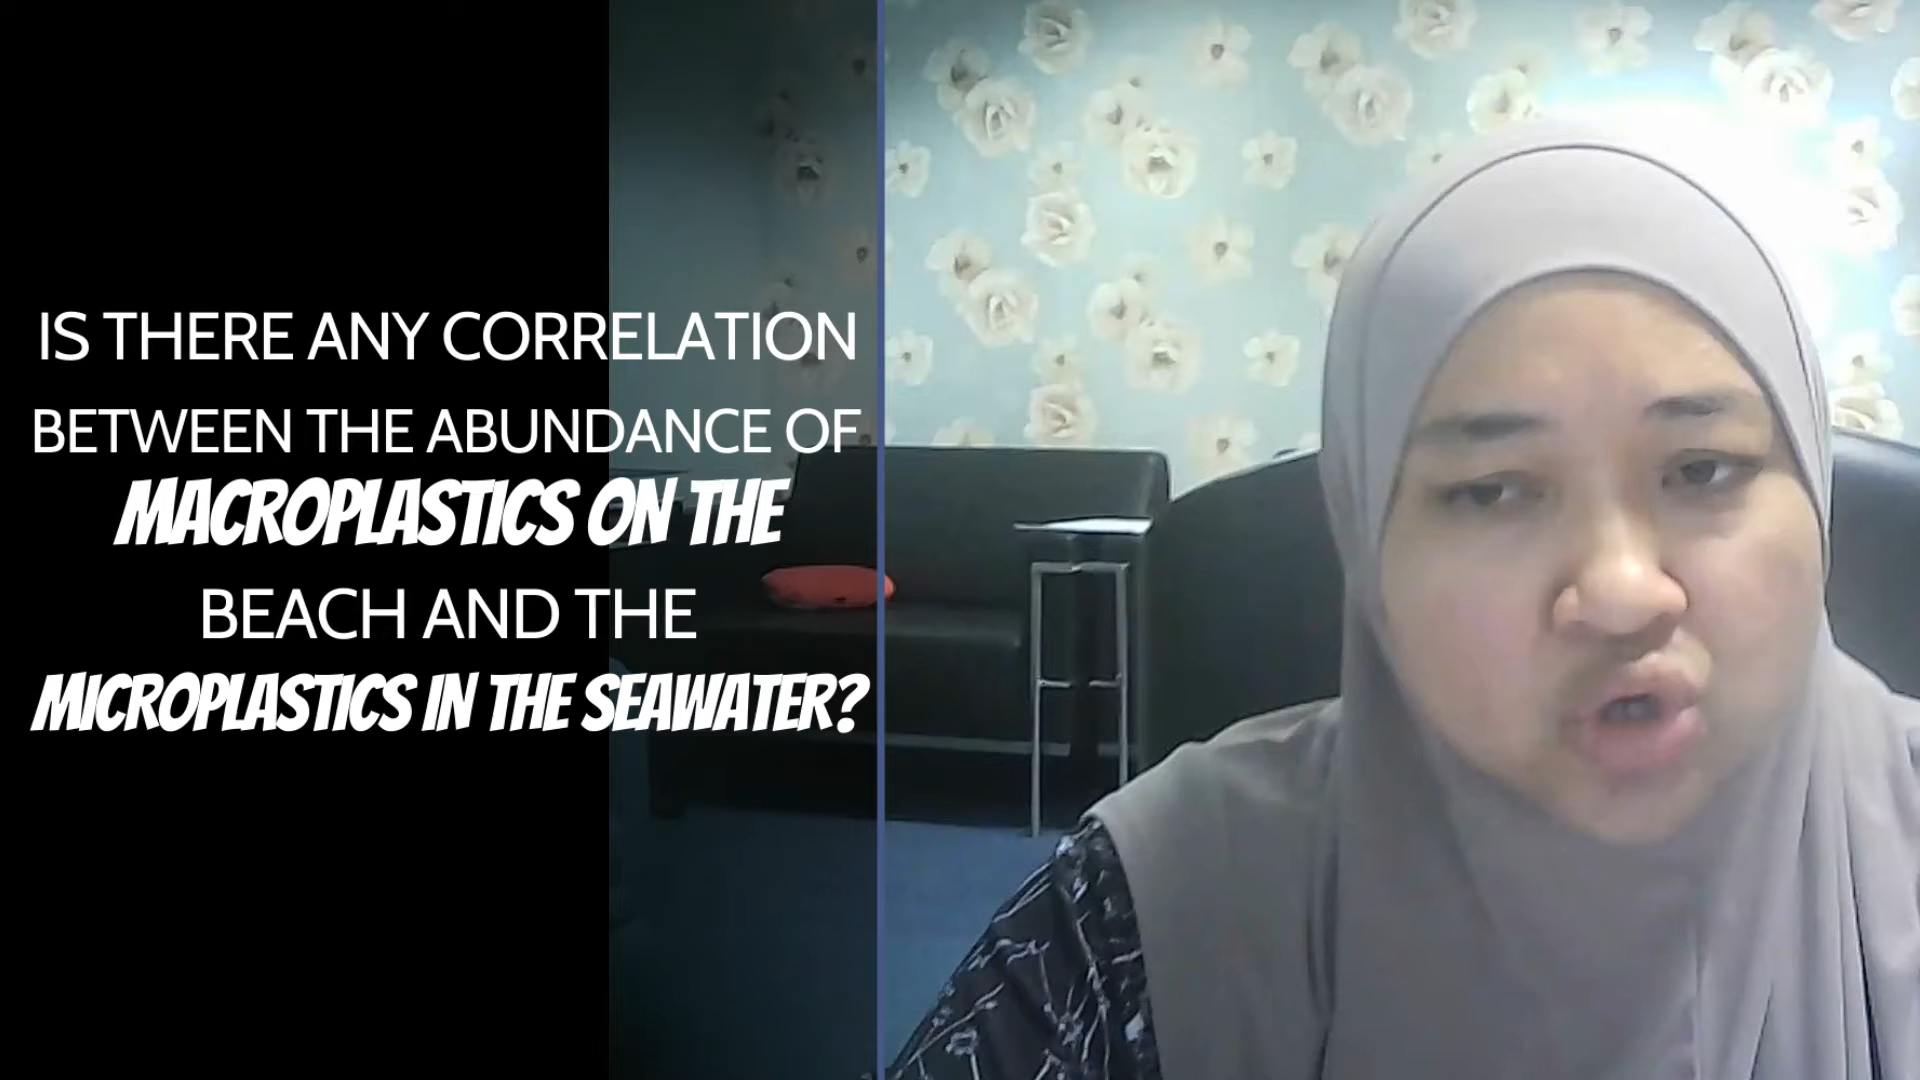 IS THERE ANY CORRELATION
BETWEEN THE ABUNDANCE OF
MACROPLASTICS ON THE
BEACH AND THE
MICROPLASTICS IN THE SEAWATER?